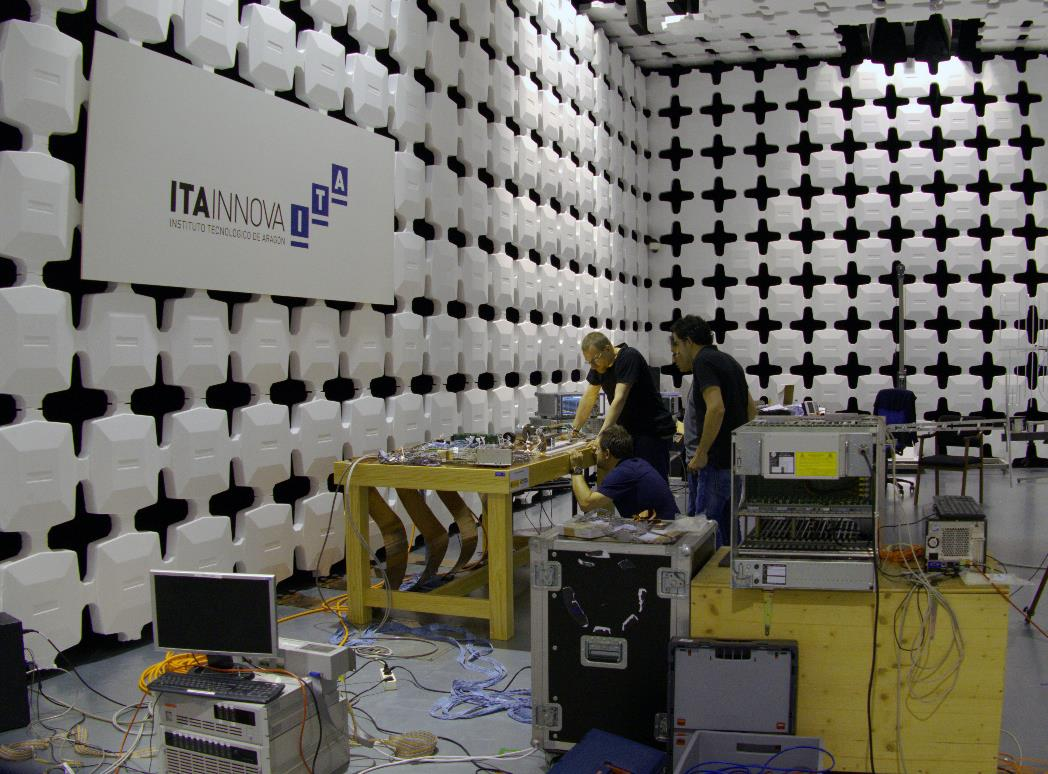 ITAINNOVA
INSTITUTO TECNOLÓGICO DE ARAGÓN
I T A